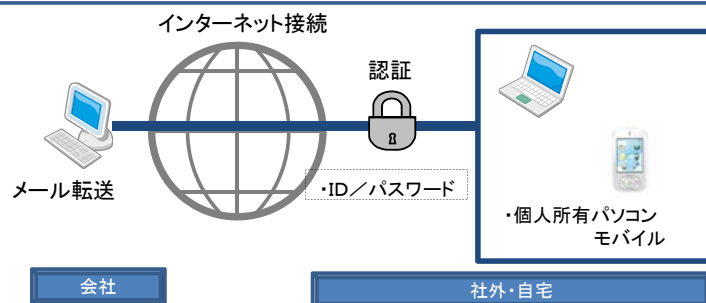 インターネット接続
認証
メール転送
・ID／パスワード
・個人所有パソコン
モバイル
会社
社外・自宅